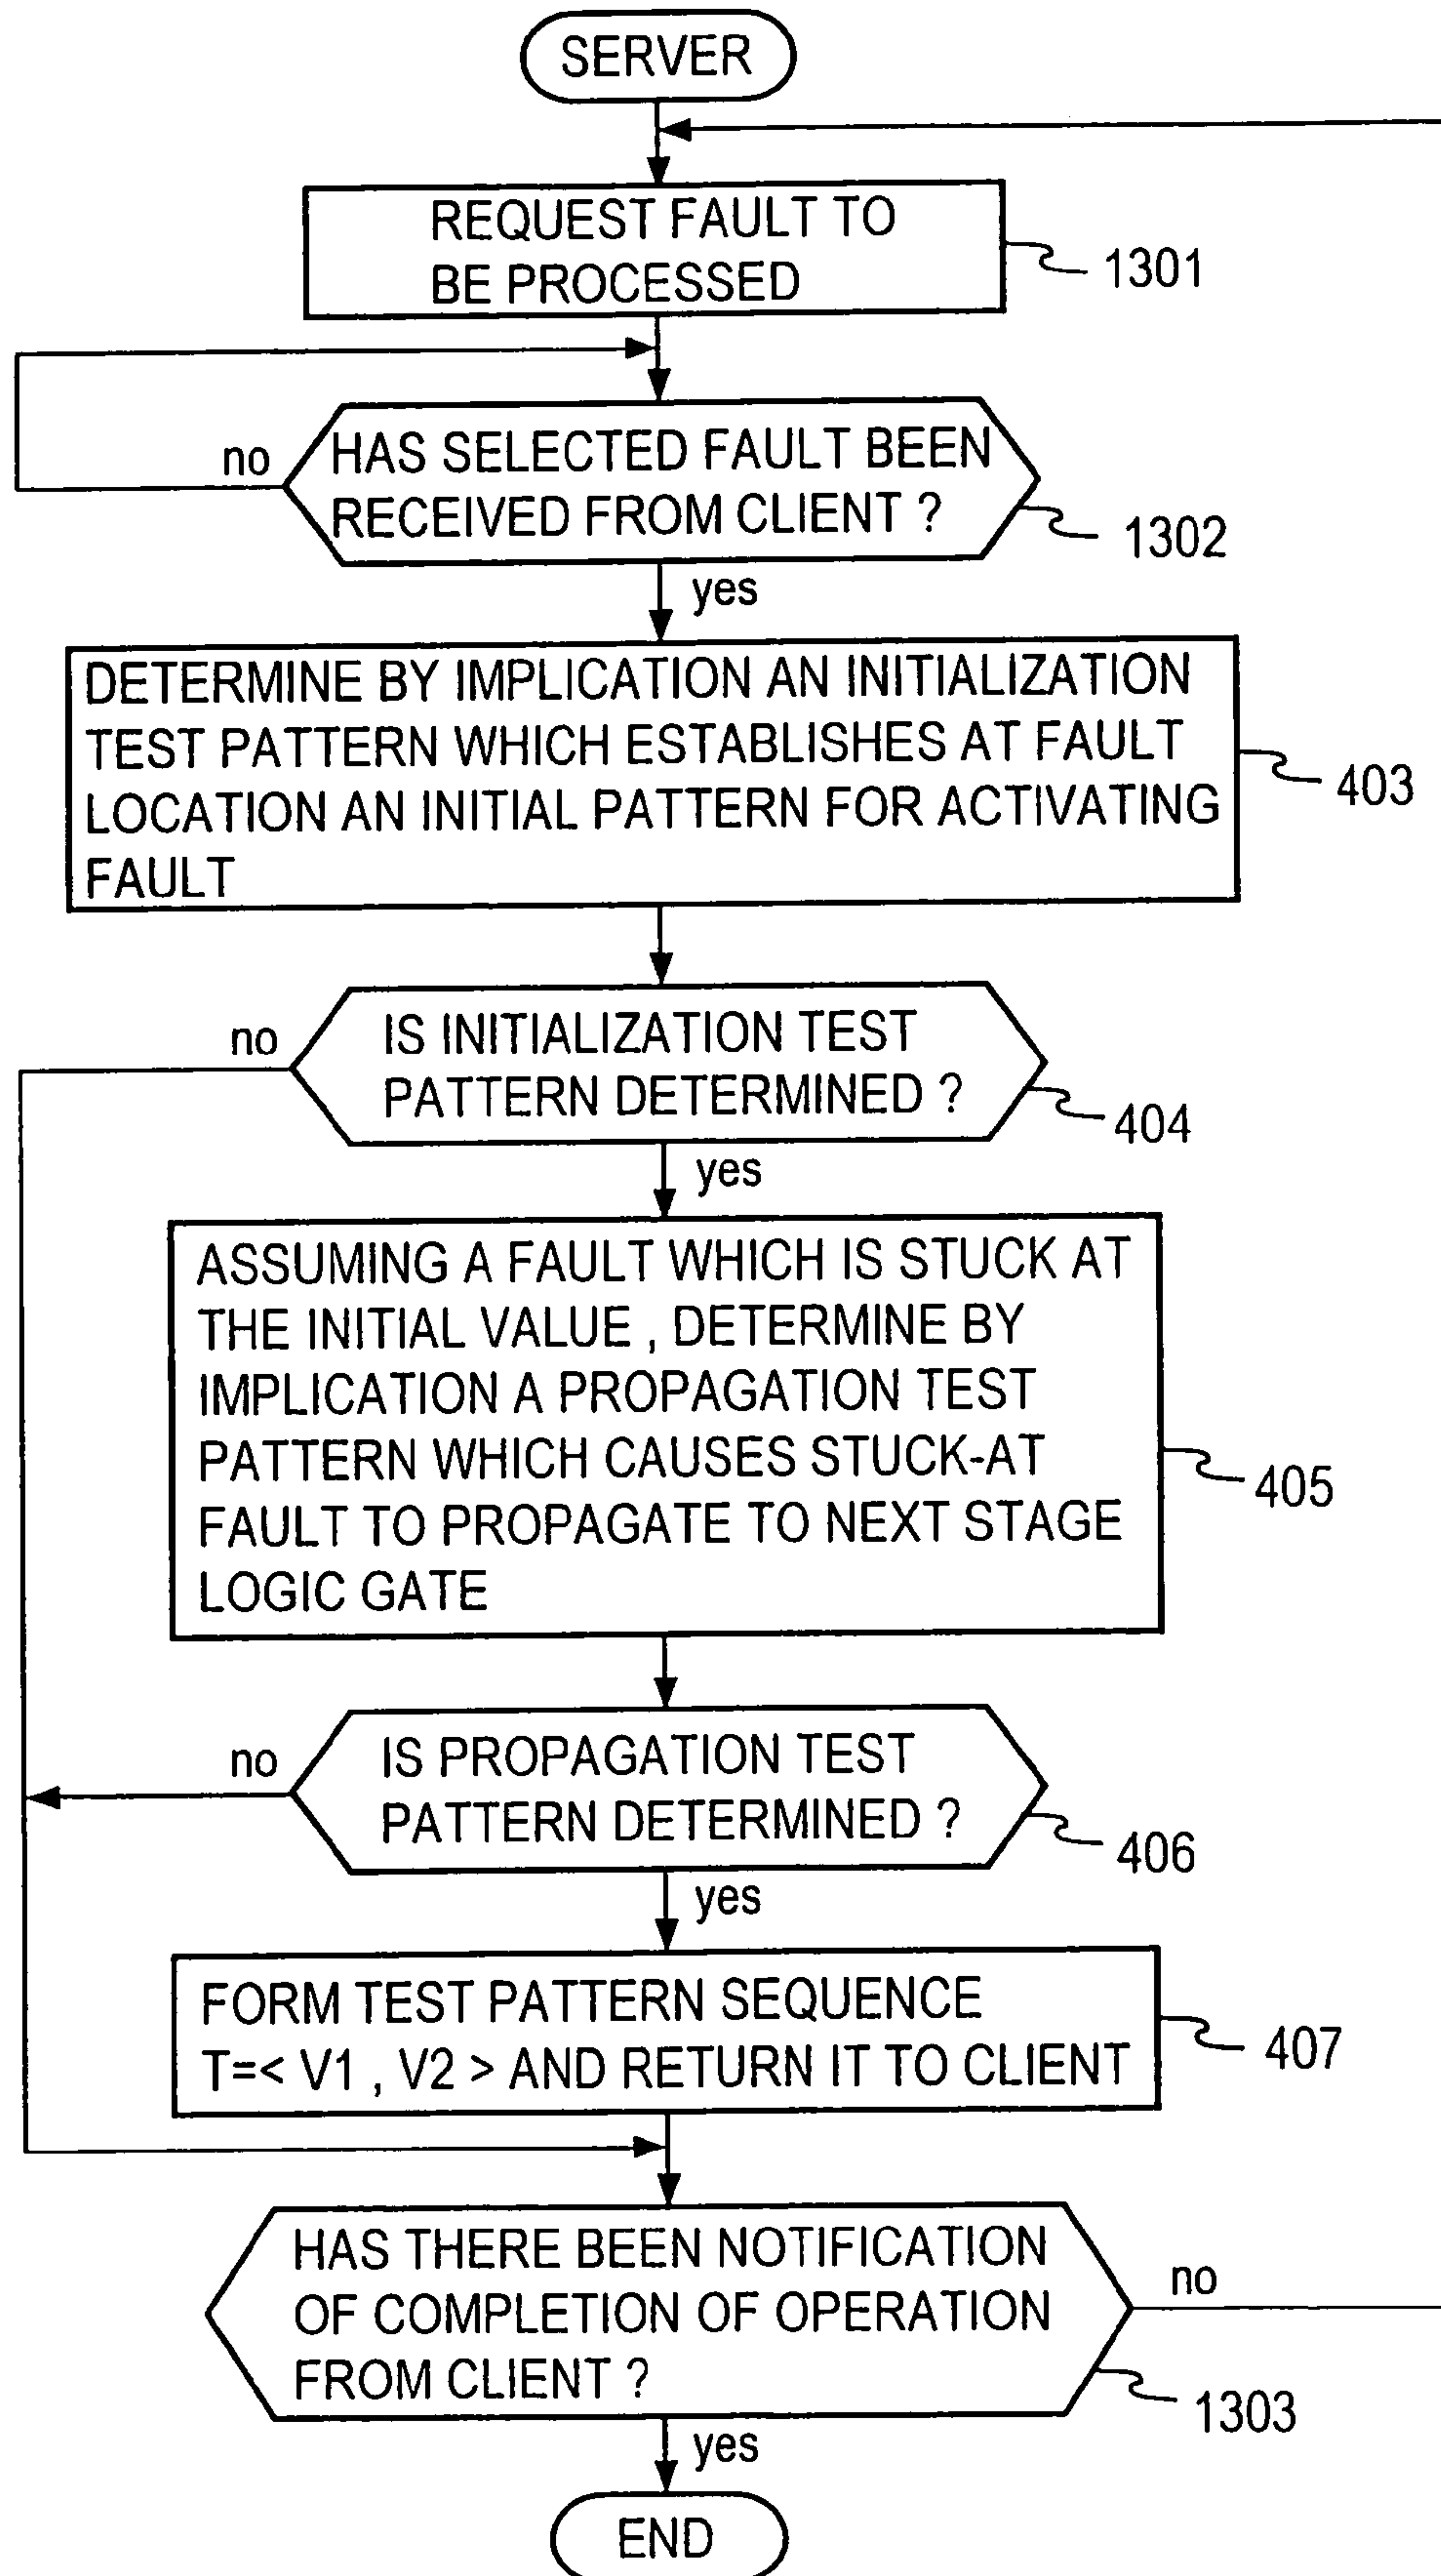 SERVER
REQUEST FAULT TO
BE PROCESSED
1301
no
HAS SELECTED FAULT BEEN
RECEIVED FROM CLIENT ?
1302
yes
DETERMINE BY IMPLICATION AN INITIALIZATION
TEST PATTERN WHICH ESTABLISHES AT FAULT
LOCATION AN INITIAL PATTERN FOR ACTIVATING
FAULT
403
no
IS INITIALIZATION TEST
PATTERN DETERMINED ?
404
yes
ASSUMING A FAULT WHICH IS STUCK AT
THE INITIAL VALUE , DETERMINE BY
IMPLICATION A PROPAGATION TEST
PATTERN WHICH CAUSES STUCK-AT
FAULT TO PROPAGATE TO NEXT STAGE
LOGIC GATE
405
no
IS PROPAGATION TEST
PATTERN DETERMINED ?
406
yes
FORM TEST PATTERN SEQUENCE
T=< V1 , V2 > AND RETURN IT TO CLIENT
407
HAS THERE BEEN NOTIFICATION
OF COMPLETION OF OPERATION
FROM CLIENT ?
no
1303
yes
END